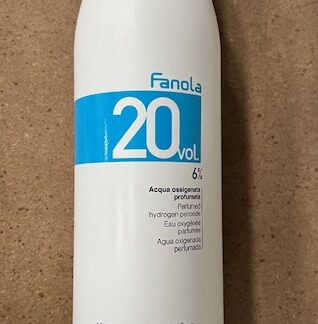 Fanola
20vol.
6%
Acqua ossigenata
profumata
Perfumed
hydrogen peroxide
Eau oxygénée
parfumée
Agua oxigenada
perfumada